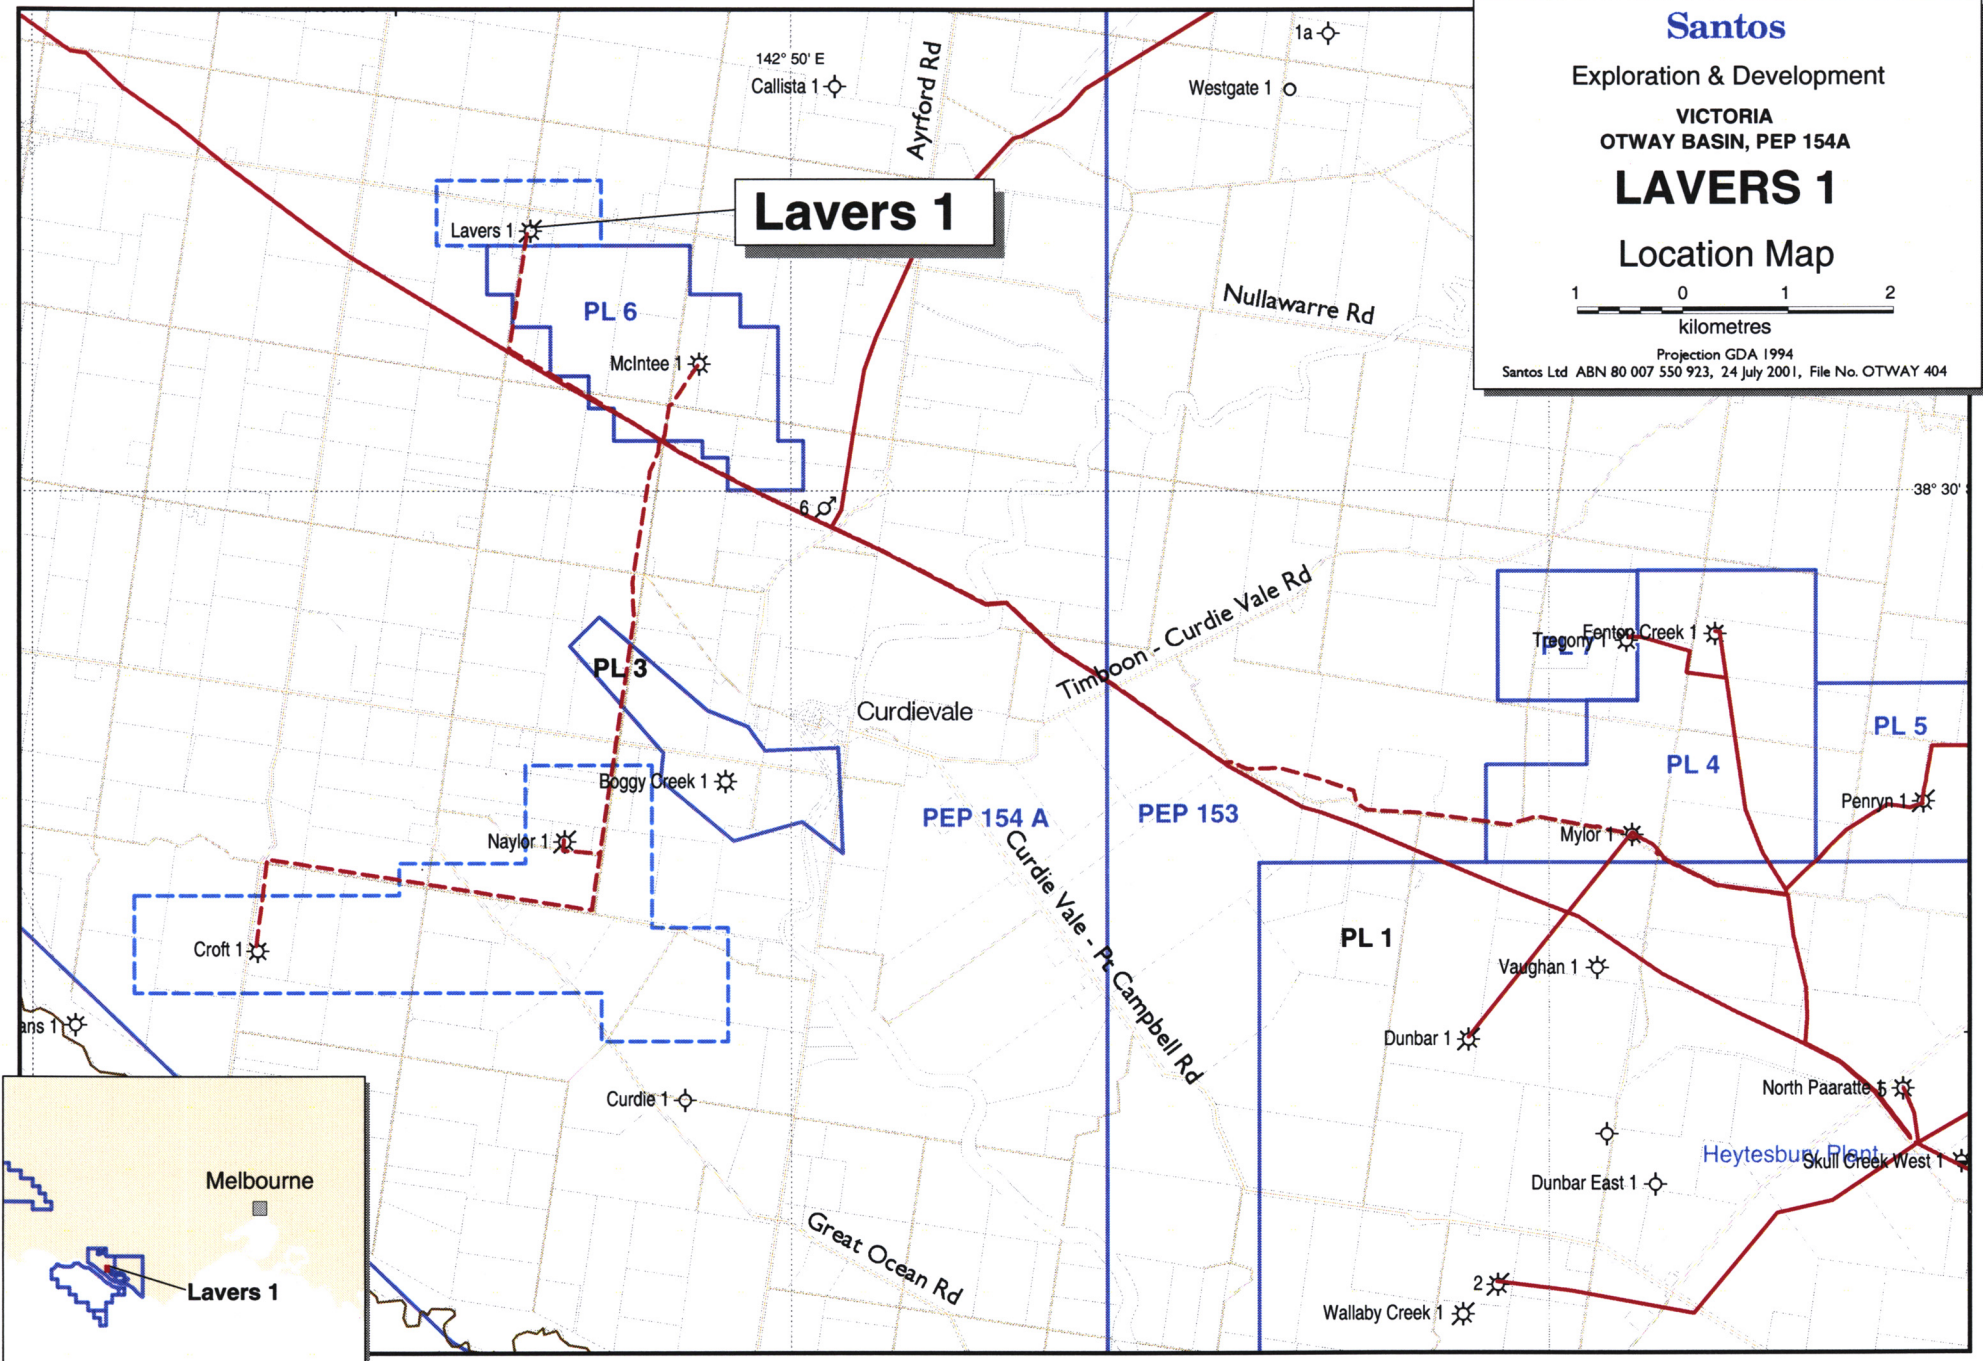 Santos
Exploration & Development
VICTORIA
OTWAY BASIN, PEP 154A
LAVERS 1
Location Map
1 0 1 2
kilometres
Projection GDA 1994
Santos Ltd ABN 80 007 550 923, 24 July 2001, File No. OTWAY 404
1a
142° 50' E
Callista 1
Ayrford Rd
Westgate 1
Lavers 1
Lavers 1
Nullawarre Rd
PL 6
McIntee 1
38° 30'
6
Timboon - Curdie Vale Rd
Tregony 1
Fenton Creek 1
PL 7
PL 3
Curdievale
PL 5
PL 4
Boggy Creek 1
PEP 154 A
PEP 153
Penryn 1
Mylor 1
Naylor 1
Curdie Vale - Pt Campbell Rd
Croft 1
PL 1
Vaughan 1
ans 1
Dunbar 1
Curdie 1
North Paaratte 5
Heytesbury Plant
Skull Creek West 1
Dunbar East 1
Melbourne
Lavers 1
Great Ocean Rd
2
Wallaby Creek 1